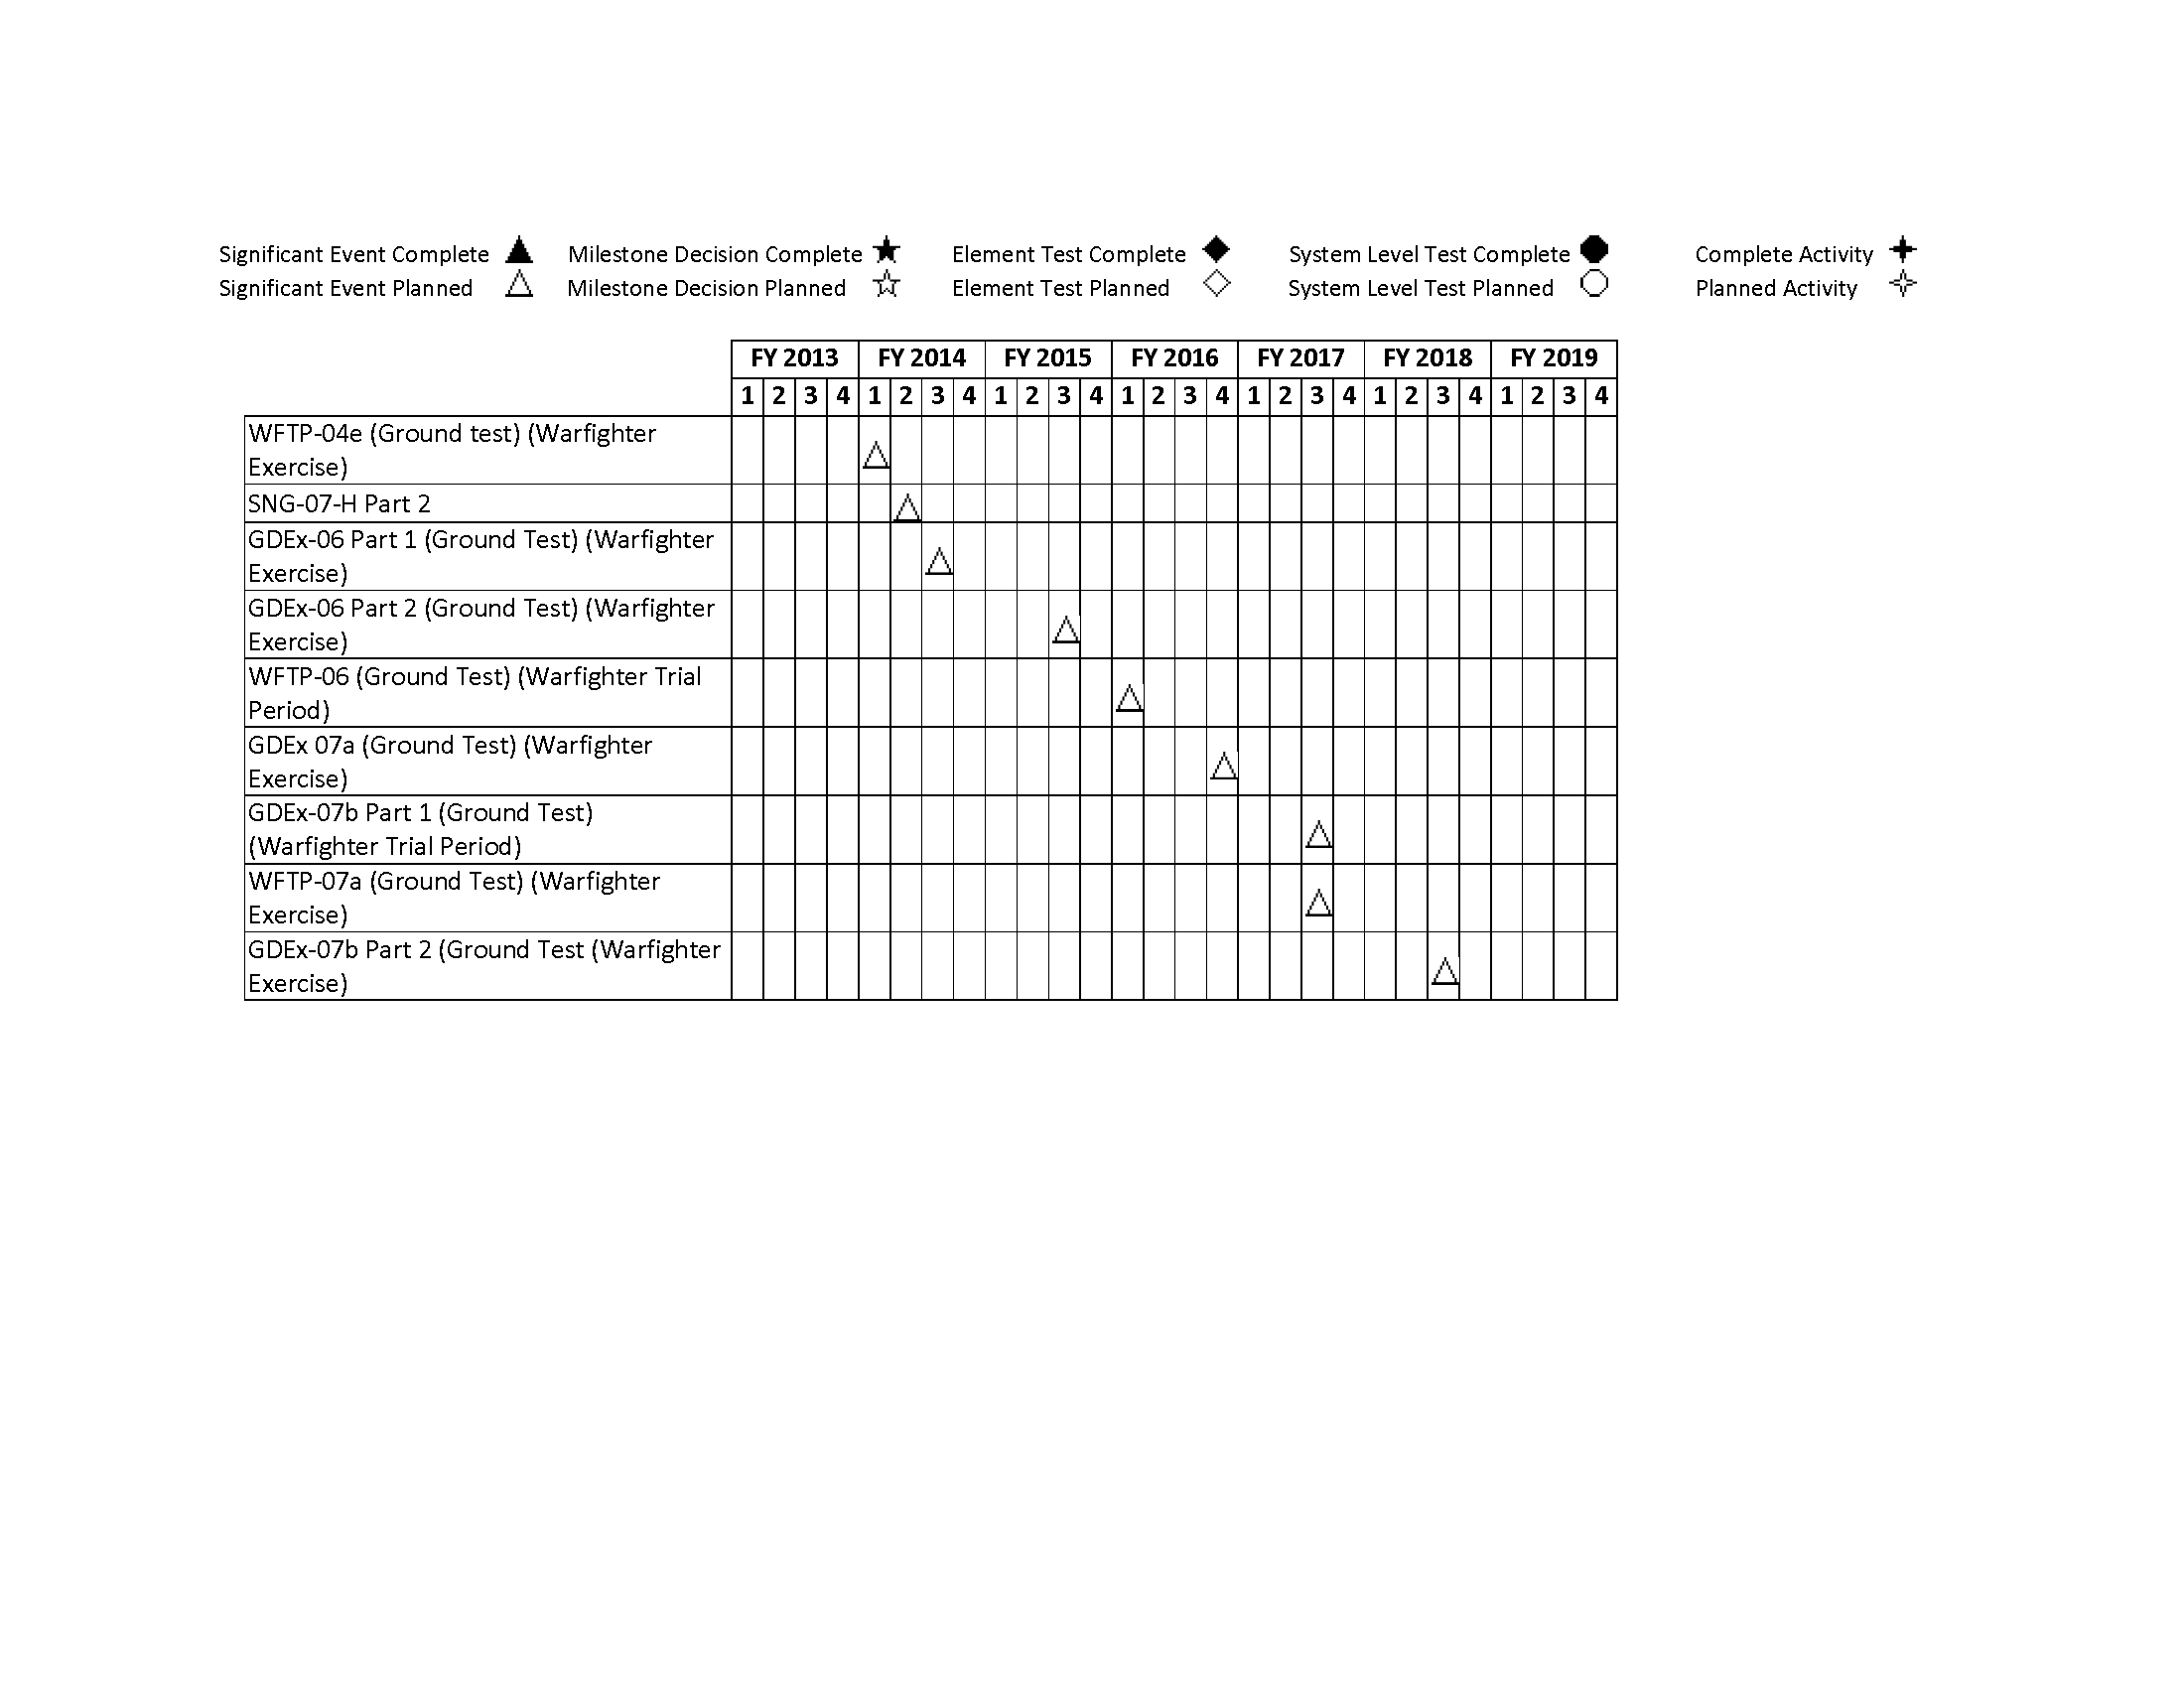 Significant Event Complete Milestone Decision Complete Element Test Complete System Level Test Complete Complete Activity
Significant Event Planned Milestone Decision Planned Element Test Planned System Level Test Planned Planned Activity
FY 2013 FY 2014 FY 2015 FY 2016 FY 2017 FY 2018 FY 2019
1 2 3 4 1 2 3 4 1 2 3 4 1 2 3 4 1 2 3 4 1 2 3 4 1 2 3 4
WFTP-04e (Ground test) (Warfighter
Exercise)
SNG-07-H Part 2
GDEx-06 Part 1 (Ground Test) (Warfighter
Exercise)
GDEx-06 Part 2 (Ground Test) (Warfighter
Exercise)
WFTP-06 (Ground Test) (Warfighter Trial
Period)
GDEx 07a (Ground Test) (Warfighter
Exercise)
GDEx-07b Part 1 (Ground Test)
(Warfighter Trial Period)
WFTP-07a (Ground Test) (Warfighter
Exercise)
GDEx-07b Part 2 (Ground Test (Warfighter
Exercise)